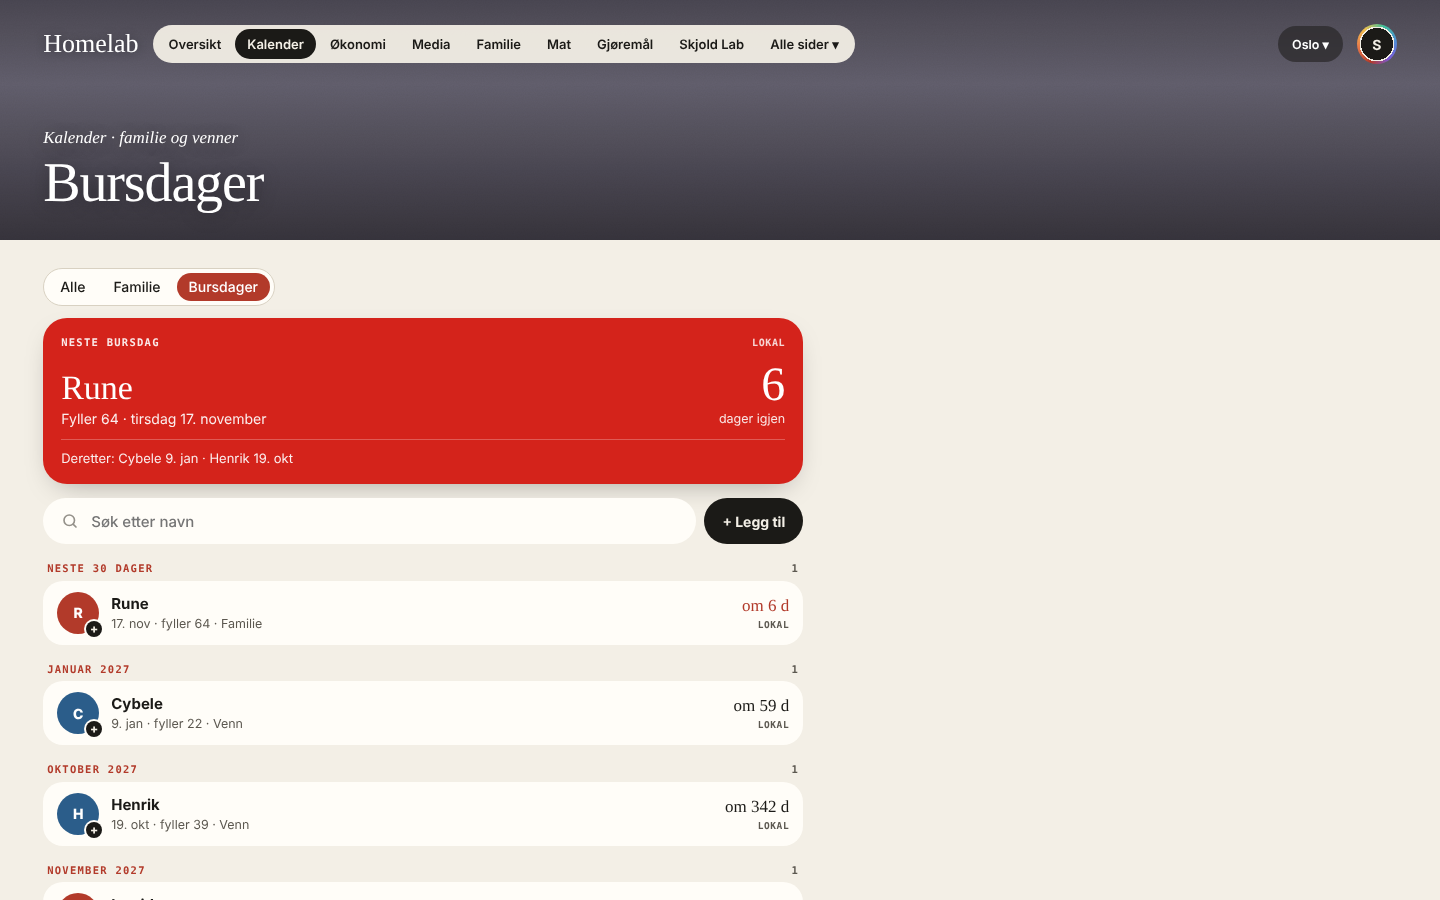 Homelab
Oversikt Kalender Økonomi Media Familie Mat Gjøremål Skjold Lab Alle sider ▾
Oslo ▾
S
Kalender · familie og venner
Bursdager
Alle Familie Bursdager
NESTE BURSDAG LOKAL
Rune 6
Fyller 64 · tirsdag 17. november dager igjen
Deretter: Cybele 9. jan · Henrik 19. okt
Søk etter navn + Legg til
NESTE 30 DAGER 1
R + Rune om 6 d
17. nov · fyller 64 · Familie LOKAL
JANUAR 2027 1
C + Cybele om 59 d
9. jan · fyller 22 · Venn LOKAL
OKTOBER 2027 1
H + Henrik om 342 d
19. okt · fyller 39 · Venn LOKAL
NOVEMBER 2027 1